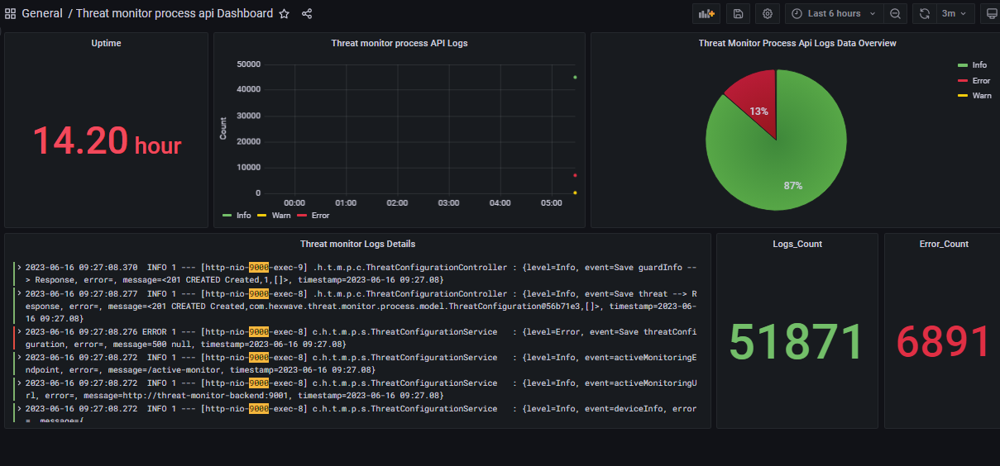 General / Threat monitor process api Dashboard
Last 6 hours
3m
Uptime
14.20 hour
Threat monitor process API Logs
50000
40000
30000
20000
10000
0
Count
00:00 01:00 02:00 03:00 04:00 05:00
Info Warn Error
Threat Monitor Process Api Logs Data Overview
Info
Error
Warn
13%
87%
Threat monitor Logs Details
2023-06-16 09:27:08.370 INFO 1 --- [http-nio-9000-exec-9] .h.t.m.p.c.ThreatConfigurationController : {level=Info, event=Save guardInfo --
> Response, error=, message=<201 CREATED Created,1,[]>, timestamp=2023-06-16 09:27.08}
2023-06-16 09:27:08.277 INFO 1 --- [http-nio-9000-exec-8] .h.t.m.p.c.ThreatConfigurationController : {level=Info, event=Save threat --> R
esponse, error=, message=<201 CREATED Created,com.hexwave.threat.monitor.process.model.ThreatConfiguration@56b71e3,[]>, timestamp=2023-06-
16 09:27.08}
2023-06-16 09:27:08.276 ERROR 1 --- [http-nio-9000-exec-8] c.h.t.m.p.s.ThreatConfigurationService : {level=Error, event=Save threatConfi
guration, error=, message=500 null, timestamp=2023-06-16 09:27.08}
2023-06-16 09:27:08.272 INFO 1 --- [http-nio-9000-exec-8] c.h.t.m.p.s.ThreatConfigurationService : {level=Info, event=activeMonitoringE
ndpoint, error=, message=/active-monitor, timestamp=2023-06-16 09:27.08}
2023-06-16 09:27:08.272 INFO 1 --- [http-nio-9000-exec-8] c.h.t.m.p.s.ThreatConfigurationService : {level=Info, event=activeMonitoringU
rl, error=, message=http://threat-monitor-backend:9001, timestamp=2023-06-16 09:27.08}
2023-06-16 09:27:08.272 INFO 1 --- [http-nio-9000-exec-8] c.h.t.m.p.s.ThreatConfigurationService : {level=Info, event=deviceInfo, error
=, message={
Logs_Count
51871
Error_Count
6891